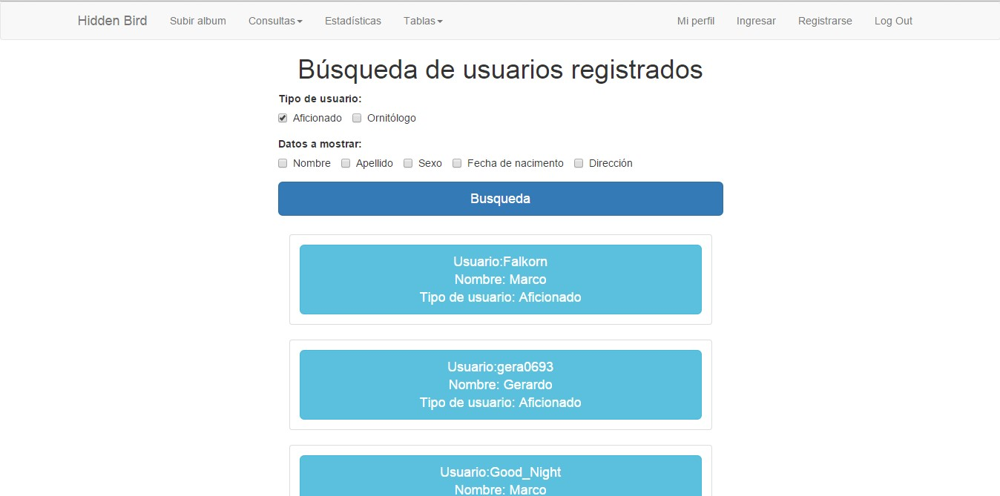 Hidden Bird Subir album Consultas Estadísticas Tablas Mi perfil Ingresar Registrarse Log Out
Búsqueda de usuarios registrados
Tipo de usuario:
Aficionado Ornitólogo
Datos a mostrar:
Nombre Apellido Sexo Fecha de nacimento Dirección
Busqueda
Usuario:Falkorn
Nombre: Marco
Tipo de usuario: Aficionado
Usuario:gera0693
Nombre: Gerardo
Tipo de usuario: Aficionado
Usuario:Good_Night
Nombre: Marco